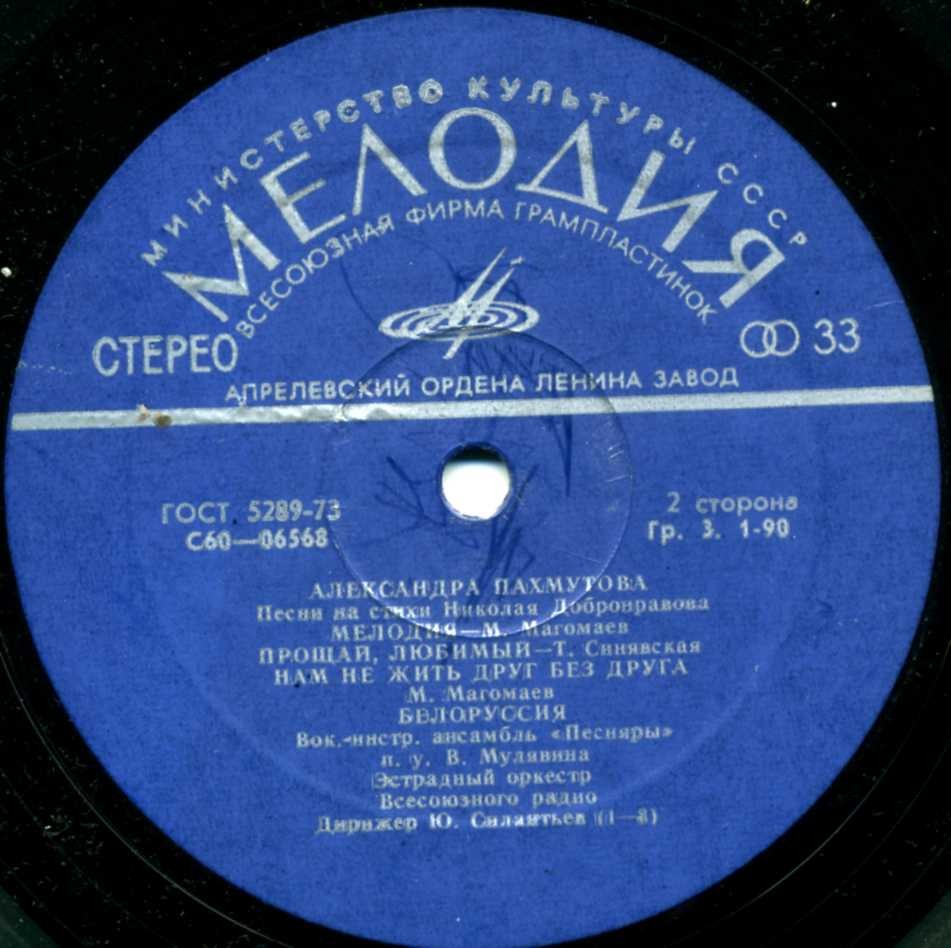 МИНИСТЕРСТВО КУЛЬТУРЫ СССР
МЕЛОДИЯ
ВСЕСОЮЗНАЯ ФИРМА ГРАМПЛАСТИНОК
СТЕРЕО
33
АПРЕЛЕВСКИЙ ОРДЕНА ЛЕНИНА ЗАВОД
ГОСТ 5289-73
2 сторона
С60—06568
Гр. 3. 1-90
АЛЕКСАНДРА ПАХМУТОВА
Песни на стихи Николая Добронравова
МЕЛОДИЯ—М. Магомаев
ПРОЩАЙ, ЛЮБИМЫЙ—Т. Синявская
НАМ НЕ ЖИТЬ ДРУГ БЕЗ ДРУГА
М. Магомаев
БЕЛОРУССИЯ
Вок.-инстр. ансамбль «Песняры»
п. у. В. Мулявина
Эстрадный оркестр
Всесоюзного радио
Дирижер Ю. Силантьев (1—3)